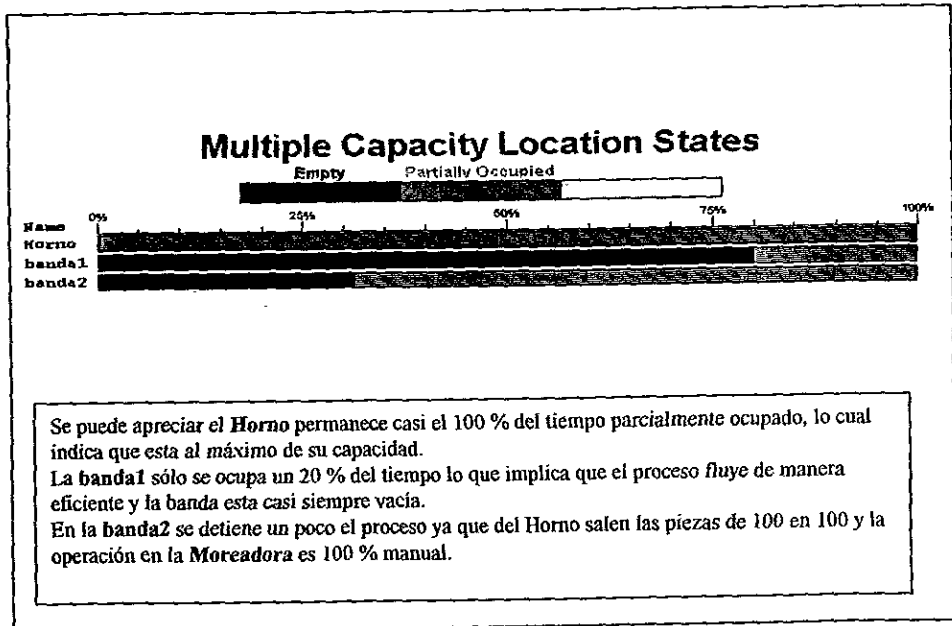 Multiple Capacity Location States
Empty Partially Occupied
0% 25% 50% 75% 100%
Name
Horno
banda1
banda2
Se puede apreciar el Horno permanece casi el 100 % del tiempo parcialmente ocupado, lo cual
indica que esta al máximo de su capacidad.
La banda1 sólo se ocupa un 20 % del tiempo lo que implica que el proceso fluye de manera
eficiente y la banda esta casi siempre vacía.
En la banda2 se detiene un poco el proceso ya que del Horno salen las piezas de 100 en 100 y la
operación en la Moreadora es 100 % manual.